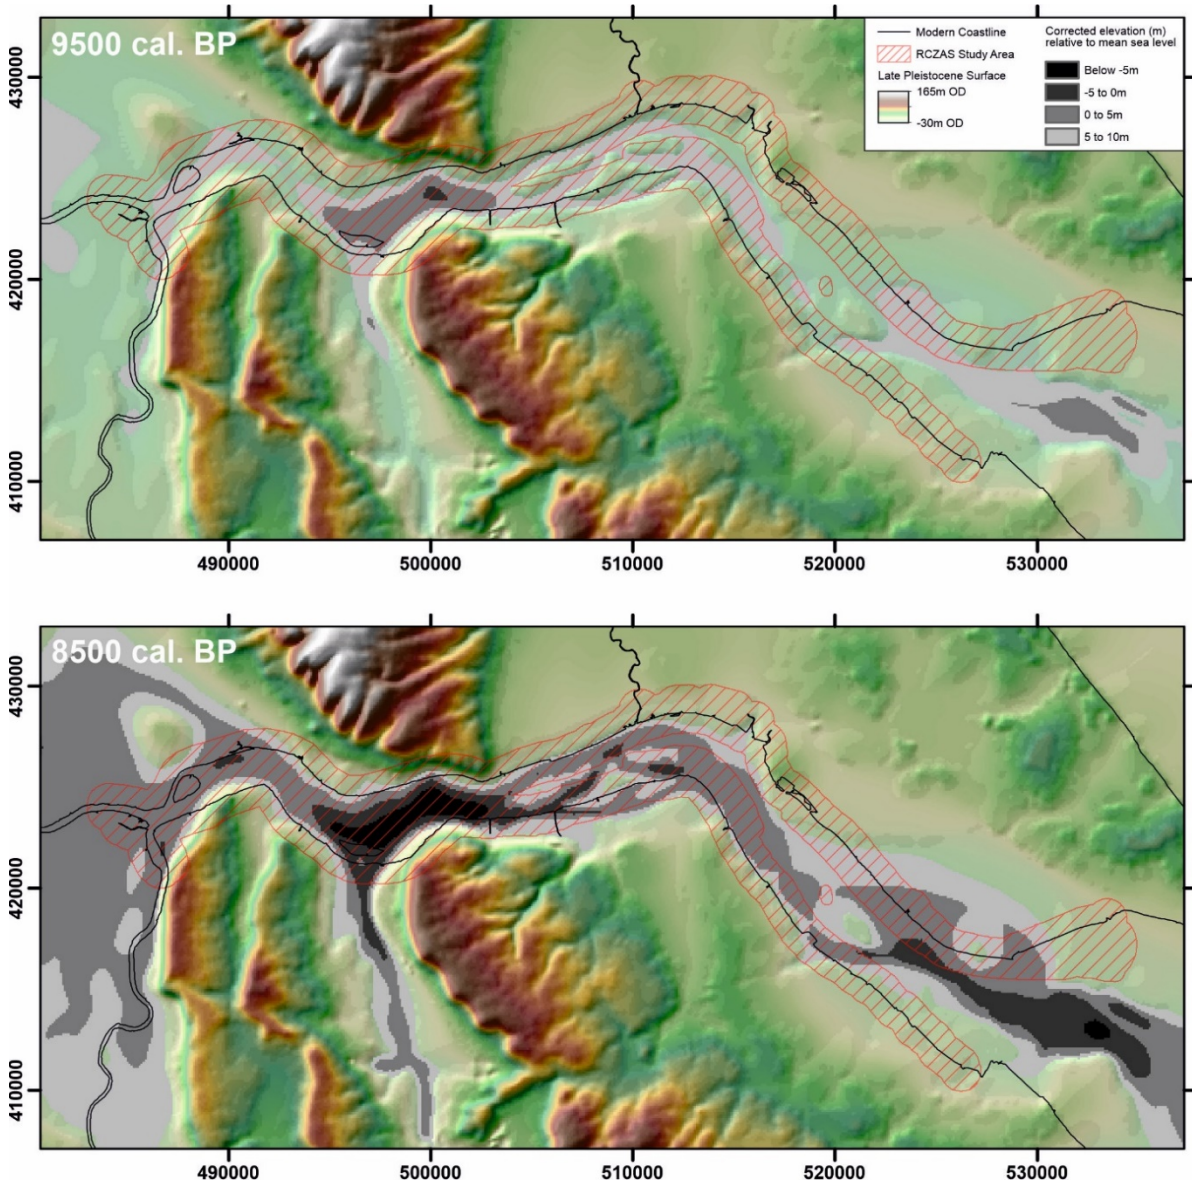 9500 cal. BP
Modern Coastline
RCZAS Study Area
Late Pleistocene Surface
165m OD
-30m OD
Corrected elevation (m)
relative to mean sea level
Below -5m
-5 to 0m
0 to 5m
5 to 10m
430000
420000
410000
490000 500000 510000 520000 530000
8500 cal. BP
430000
420000
410000
490000 500000 510000 520000 530000